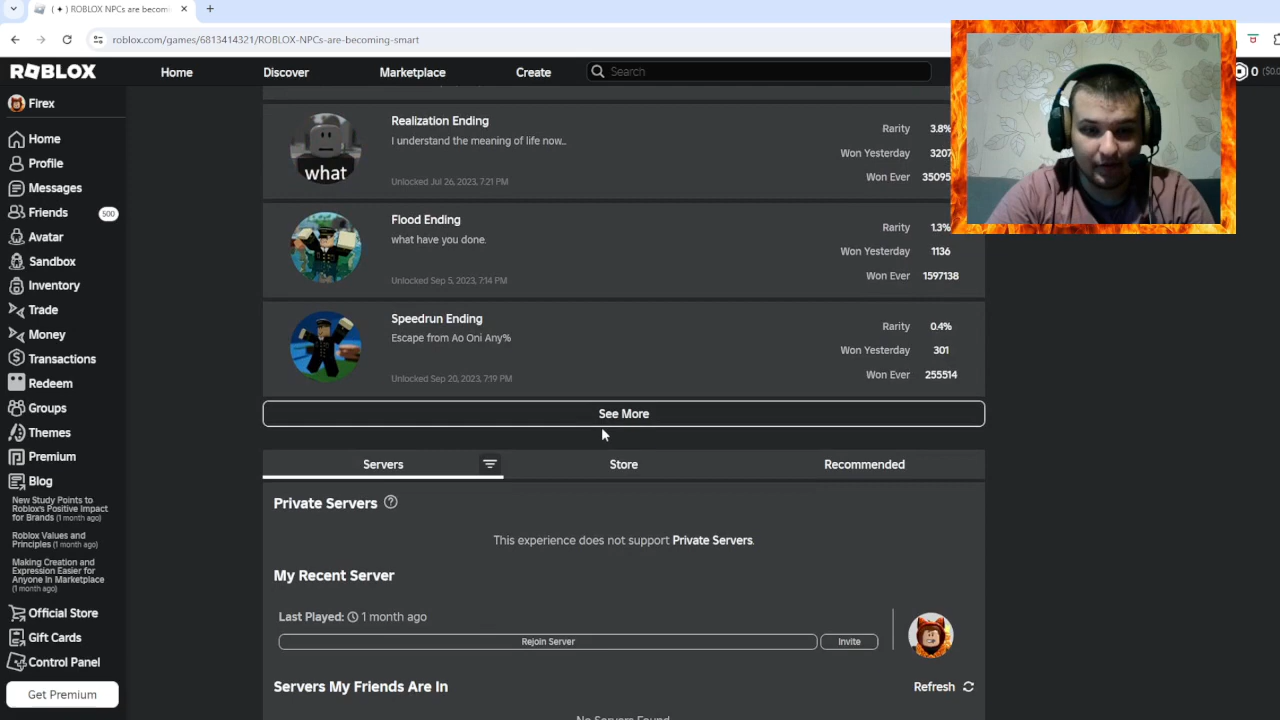 ( ✦ ) ROBLOX NPCs are becom
roblox.com/games/6813414321/ROBLOX-NPCs-are-becoming-smart
ROBLOX
Home
Discover
Marketplace
Create
Search
0
Firex
Home
Profile
Messages
Friends
500
Avatar
Sandbox
Inventory
Trade
Money
Transactions
Redeem
Groups
Themes
Premium
Blog
New Study Points to
Roblox's Positive Impact
for Brands (1 month ago)
Roblox Values and
Principles (1 month ago)
Making Creation and
Expression Easier for
Anyone in Marketplace
(1 month ago)
Official Store
Gift Cards
Control Panel
Get Premium
what
Realization Ending
I understand the meaning of life now...
Unlocked Jul 26, 2023, 7:21 PM
Rarity 3.8%
Won Yesterday 3207
Won Ever 35095
Flood Ending
what have you done.
Unlocked Sep 5, 2023, 7:14 PM
Rarity 1.3%
Won Yesterday 1136
Won Ever 1597138
Speedrun Ending
Escape from Ao Oni Any%
Unlocked Sep 20, 2023, 7:19 PM
Rarity 0.4%
Won Yesterday 301
Won Ever 255514
See More
Servers
Store
Recommended
Private Servers
This experience does not support Private Servers.
My Recent Server
Last Played: 1 month ago
Rejoin Server
Invite
Servers My Friends Are In
Refresh
No Servers Found